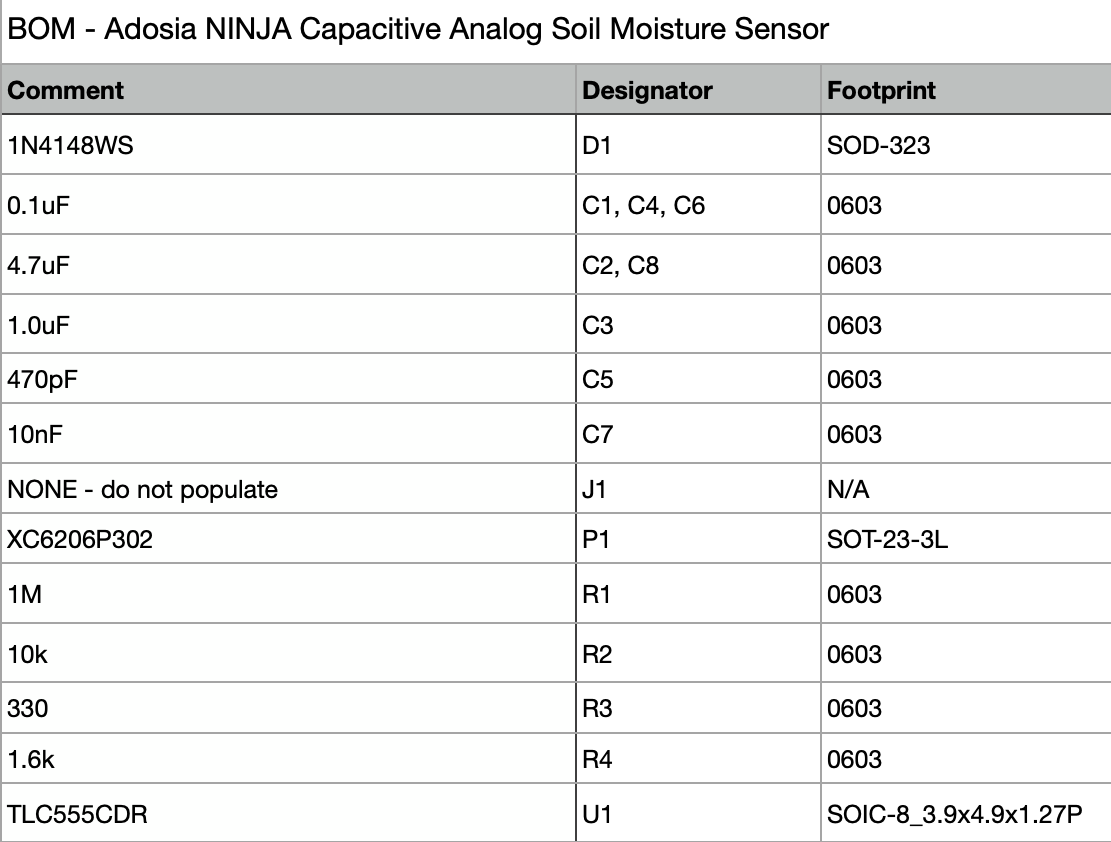 BOM - Adosia NINJA Capacitive Analog Soil Moisture Sensor
Comment Designator Footprint
1N4148WS D1 SOD-323
0.1uF C1, C4, C6 0603
4.7uF C2, C8 0603
1.0uF C3 0603
470pF C5 0603
10nF C7 0603
NONE - do not populate J1 N/A
XC6206P302 P1 SOT-23-3L
1M R1 0603
10k R2 0603
330 R3 0603
1.6k R4 0603
TLC555CDR U1 SOIC-8_3.9x4.9x1.27P